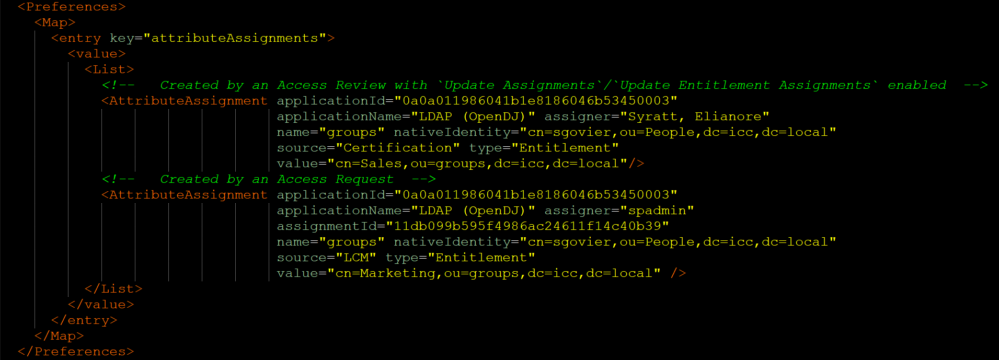 <Preferences>
<Map>
<entry key="attributeAssignments">
<value>
<List>
<!--   Created by an Access Review with `Update Assignments`/`Update Entitlement Assignments` enabled  -->
<AttributeAssignment applicationId="0a0a011986041b1e8186046b53450003"
applicationName="LDAP (OpenDJ)" assigner="Syratt, Elianore"
name="groups" nativeIdentity="cn=sgovier,ou=People,dc=icc,dc=local"
source="Certification" type="Entitlement"
value="cn=Sales,ou=groups,dc=icc,dc=local"/>
<!--   Created by an Access Request  -->
<AttributeAssignment applicationId="0a0a011986041b1e8186046b53450003"
applicationName="LDAP (OpenDJ)" assigner="spadmin"
assignmentId="11db099b595f4986ac24611f14c40b39"
name="groups" nativeIdentity="cn=sgovier,ou=People,dc=icc,dc=local"
source="LCM" type="Entitlement"
value="cn=Marketing,ou=groups,dc=icc,dc=local" />
</List>
</value>
</entry>
</Map>
</Preferences>